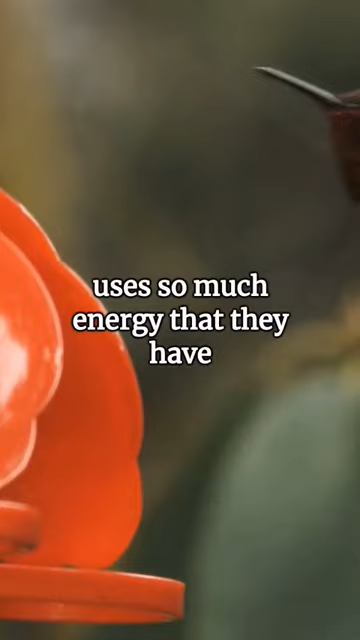 uses so much
energy that they
have